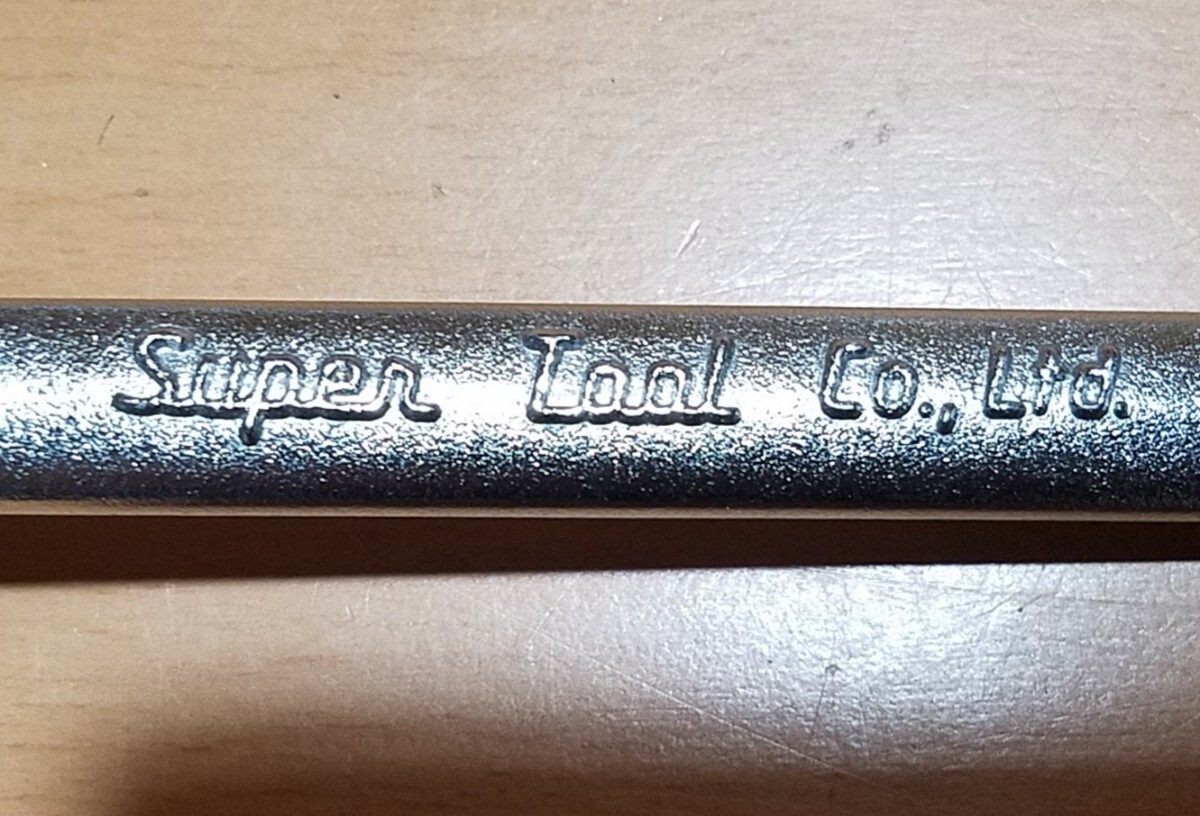 Super Tool Co., Ltd.